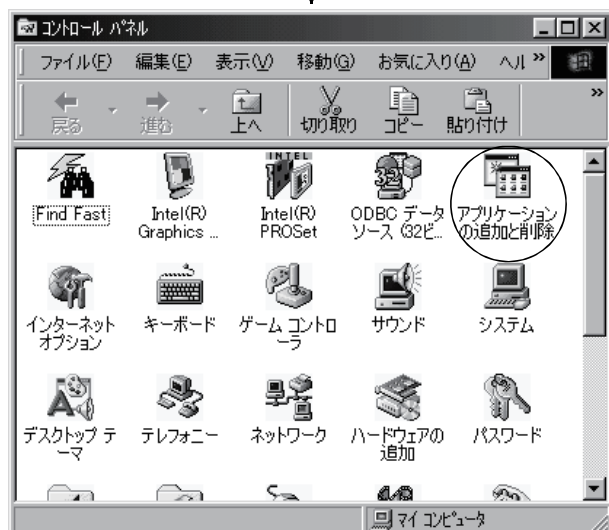 コントロール パネル
ファイル(F) 編集(E) 表示(V) 移動(G) お気に入り(A) ヘル »
戻る 進む 上へ 切り取り コピー 貼り付け »
Find Fast
Intel(R)
Graphics ...
INTEL
Intel(R)
PROSet
32
ODBC データ
ソース (32ビ...
アプリケーション
の追加と削除
インターネット
オプション
キーボード
ゲーム コントロ
ーラ
サウンド
システム
デスクトップ テ
ーマ
テレフォニー
ネットワーク
ハードウェアの
追加
パスワード
マイ コンピュータ